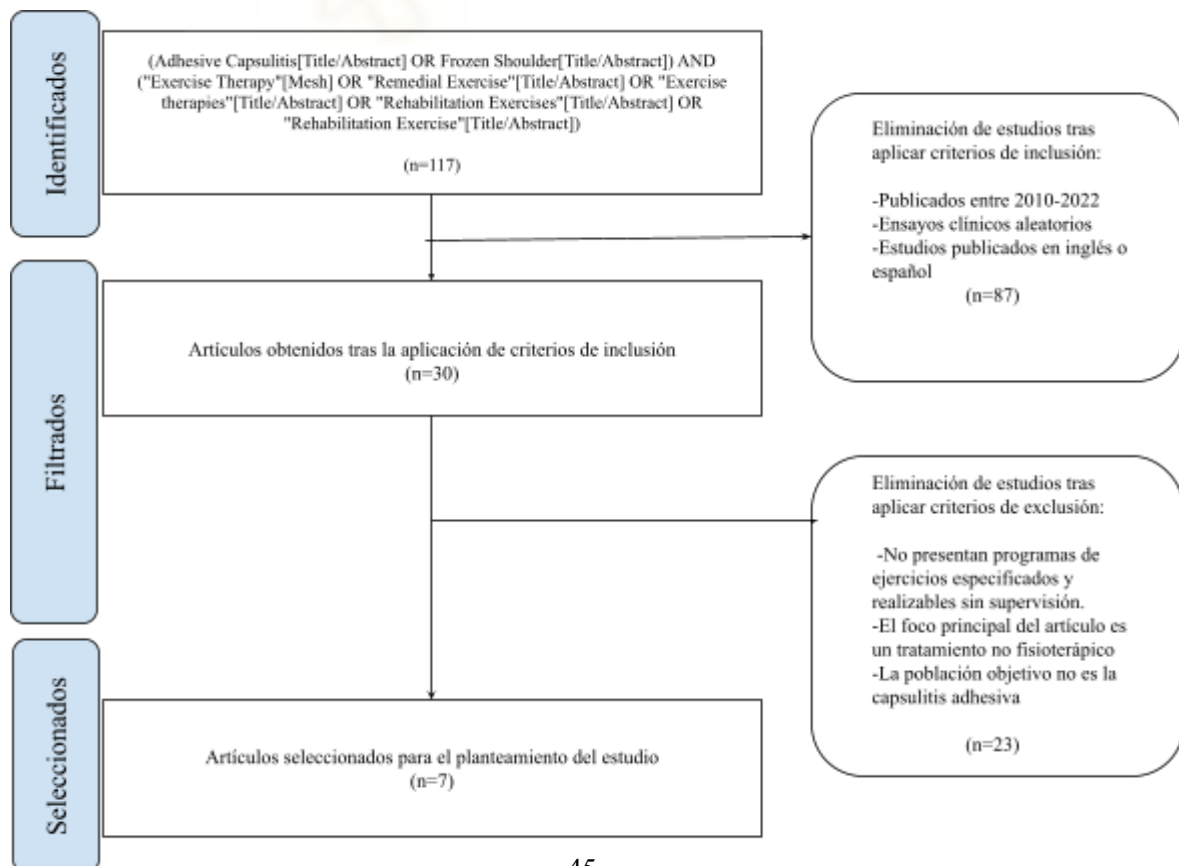 Identificados
(Adhesive Capsulitis[Title/Abstract] OR Frozen Shoulder[Title/Abstract]) AND
("Exercise Therapy"[Mesh] OR "Remedial Exercise"[Title/Abstract] OR "Exercise
therapies"[Title/Abstract] OR "Rehabilitation Exercises"[Title/Abstract] OR
"Rehabilitation Exercise"[Title/Abstract])
(n=117)
Eliminación de estudios tras
aplicar criterios de inclusión:
-Publicados entre 2010-2022
-Ensayos clínicos aleatorios
-Estudios publicados en inglés o
español
(n=87)
Filtrados
Artículos obtenidos tras la aplicación de criterios de inclusión
(n=30)
Eliminación de estudios tras
aplicar criterios de exclusión:
-No presentan programas de
ejercicios especificados y
realizables sin supervisión.
-El foco principal del artículo es
un tratamiento no fisioterápico
-La población objetivo no es la
capsulitis adhesiva
(n=23)
Seleccionados
Artículos seleccionados para el planteamiento del estudio
(n=7)